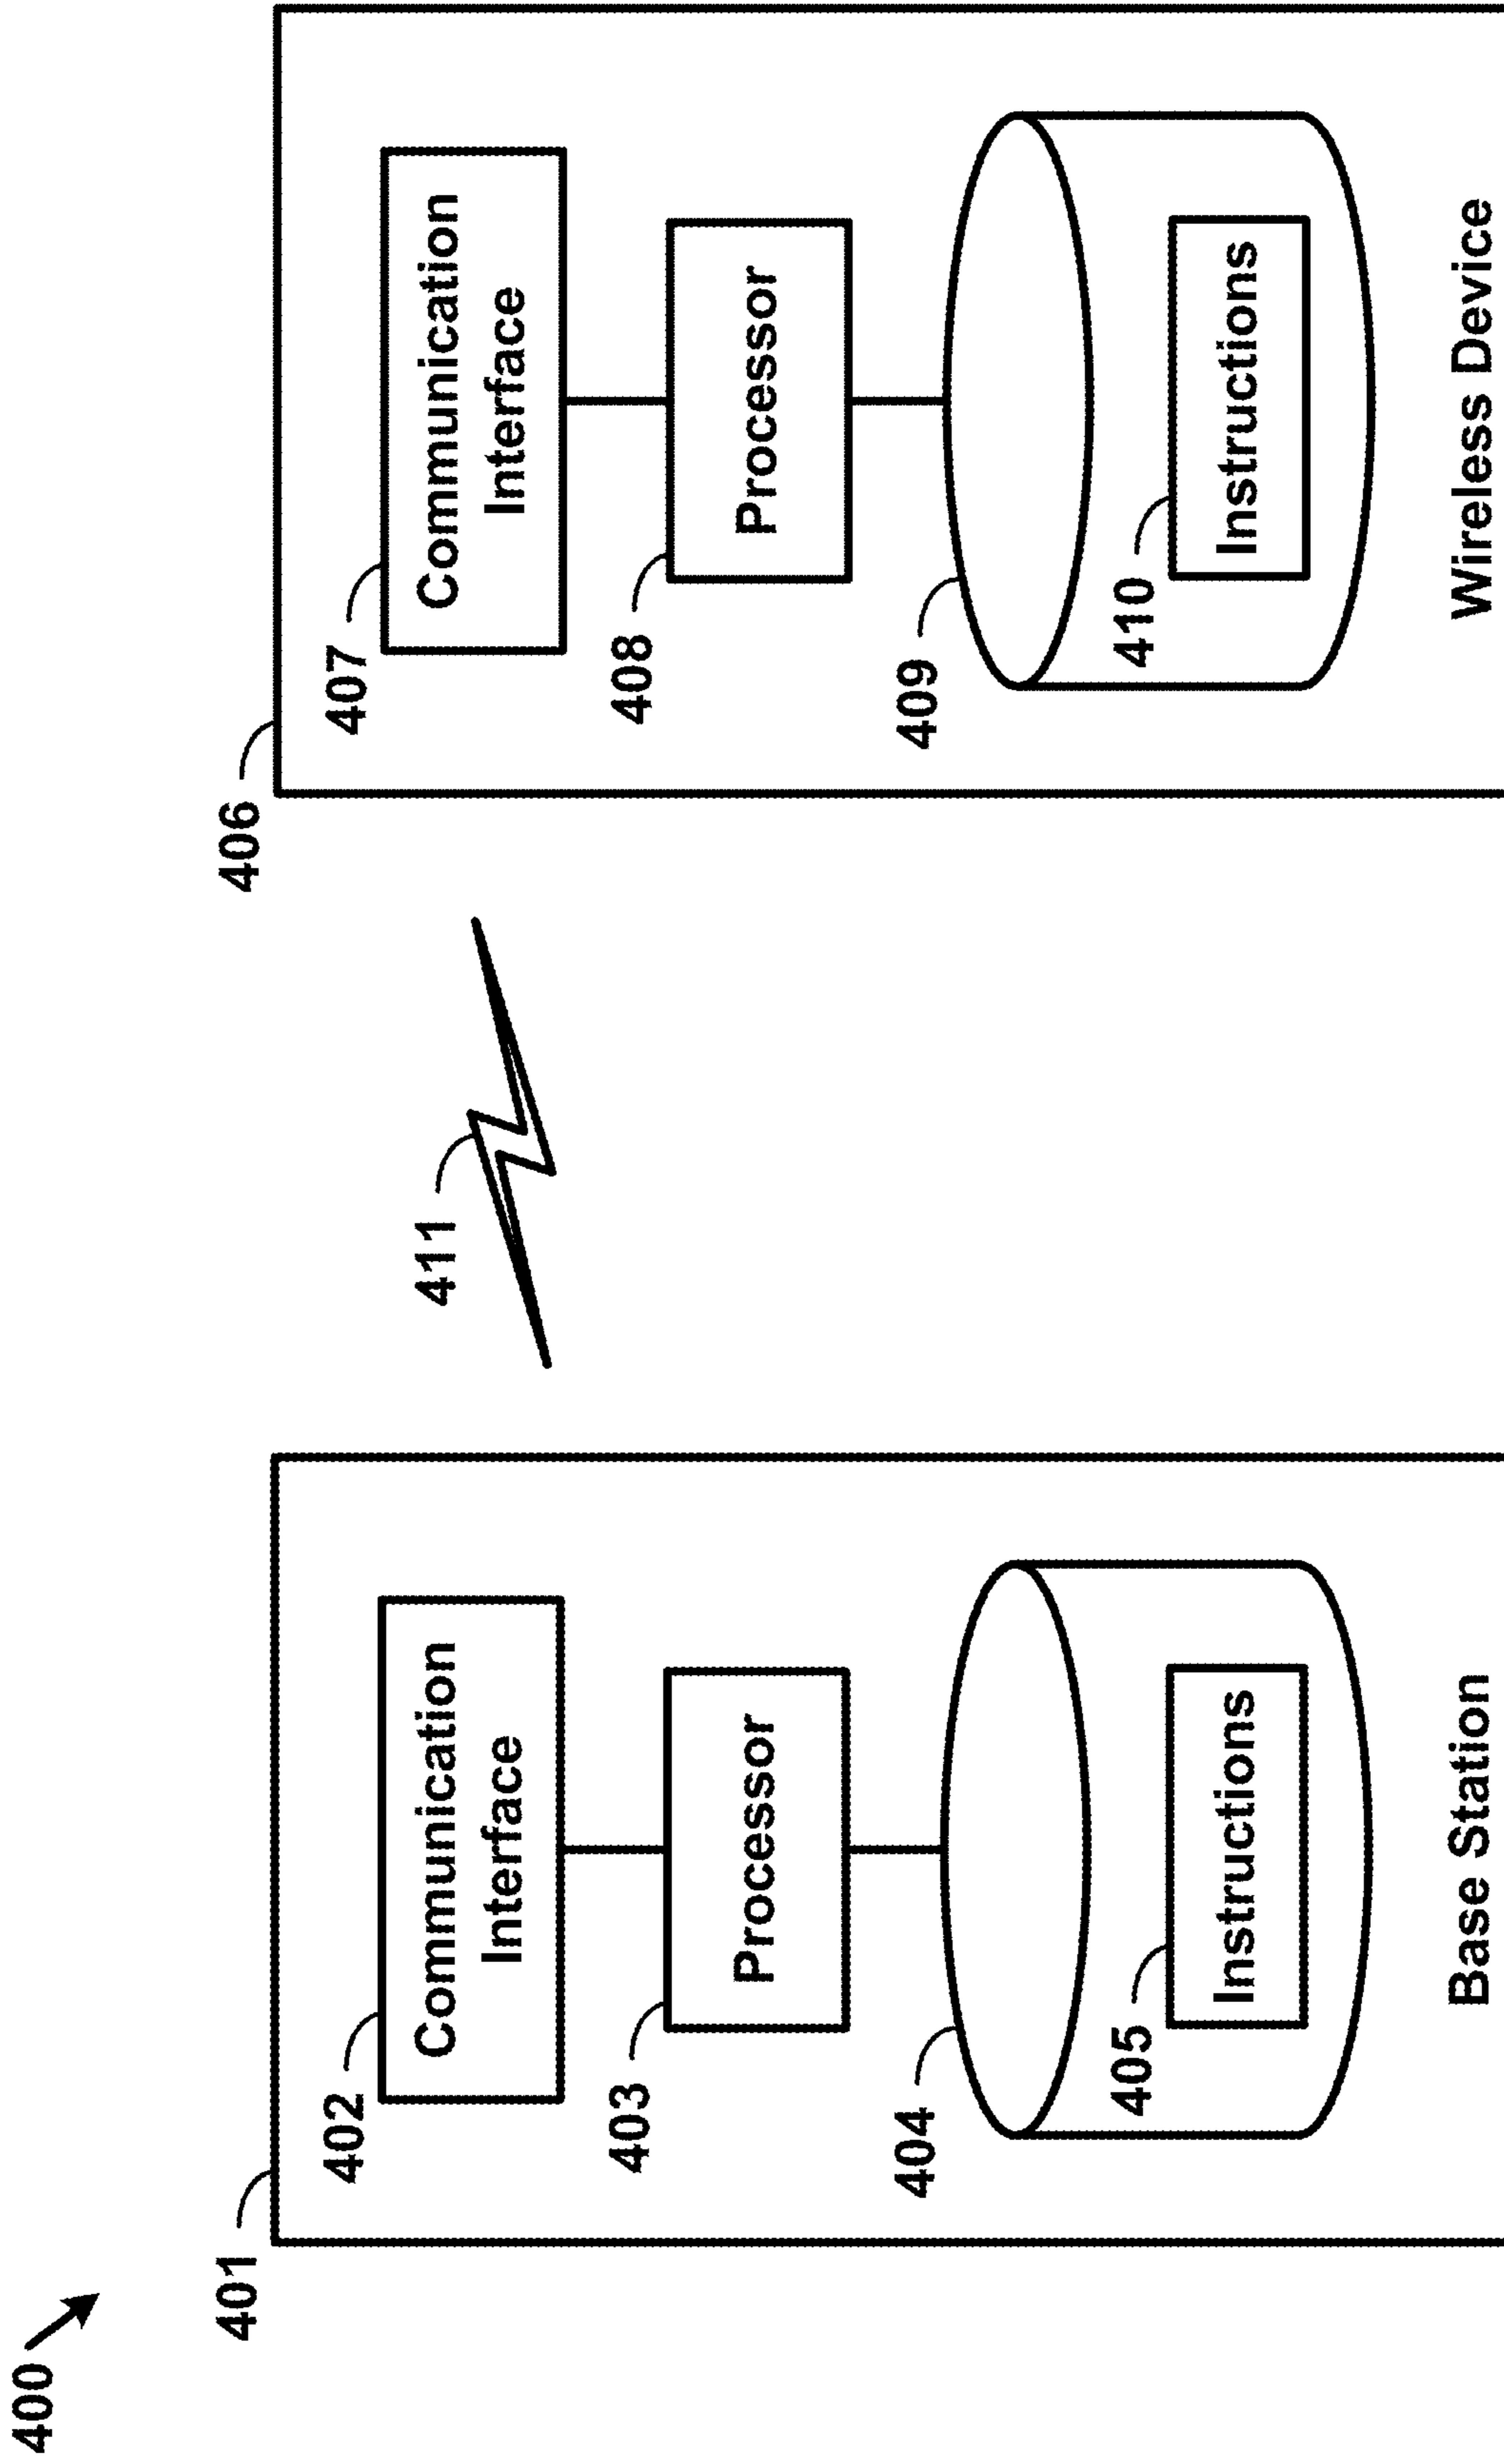 400
401
402
Communication
Interface
403
Processor
404
405
Instructions
Base Station
411
406
407
Communication
Interface
408
Processor
409
410
Instructions
Wireless Device